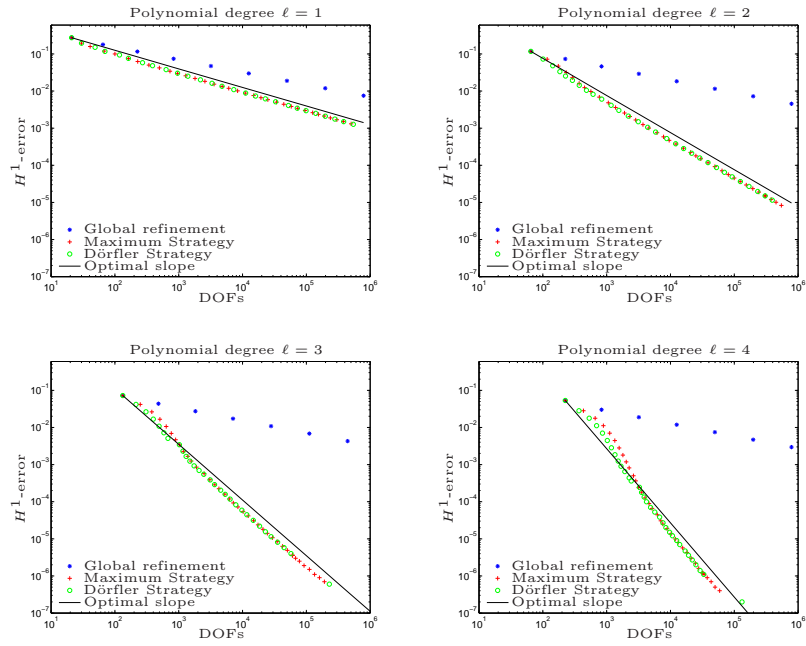 Polynomial degree ℓ = 1
10⁻¹
10⁻²
10⁻³
10⁻⁴
10⁻⁵
10⁻⁶
10⁻⁷
H¹-error
Global refinement
Maximum Strategy
Dörfler Strategy
Optimal slope
10¹ 10² 10³ 10⁴ 10⁵ 10⁶
DOFs
Polynomial degree ℓ = 2
10⁻¹
10⁻²
10⁻³
10⁻⁴
10⁻⁵
10⁻⁶
10⁻⁷
H¹-error
Global refinement
Maximum Strategy
Dörfler Strategy
Optimal slope
10¹ 10² 10³ 10⁴ 10⁵ 10⁶
DOFs
Polynomial degree ℓ = 3
10⁻¹
10⁻²
10⁻³
10⁻⁴
10⁻⁵
10⁻⁶
10⁻⁷
H¹-error
Global refinement
Maximum Strategy
Dörfler Strategy
Optimal slope
10¹ 10² 10³ 10⁴ 10⁵ 10⁶
DOFs
Polynomial degree ℓ = 4
10⁻¹
10⁻²
10⁻³
10⁻⁴
10⁻⁵
10⁻⁶
10⁻⁷
H¹-error
Global refinement
Maximum Strategy
Dörfler Strategy
Optimal slope
10¹ 10² 10³ 10⁴ 10⁵ 10⁶
DOFs